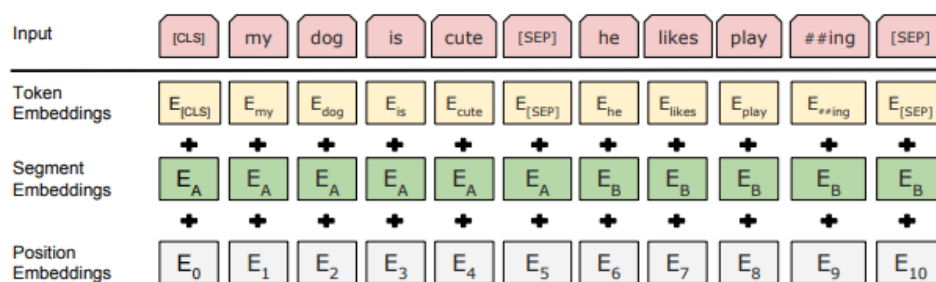 Input [CLS] my dog is cute [SEP] he likes play ##ing [SEP]
Token Embeddings E[CLS] Emy Edog Eis Ecute E[SEP] Ehe Elikes Eplay E##ing E[SEP]
Segment Embeddings EA EA EA EA EA EA EB EB EB EB EB
Position Embeddings E0 E1 E2 E3 E4 E5 E6 E7 E8 E9 E10